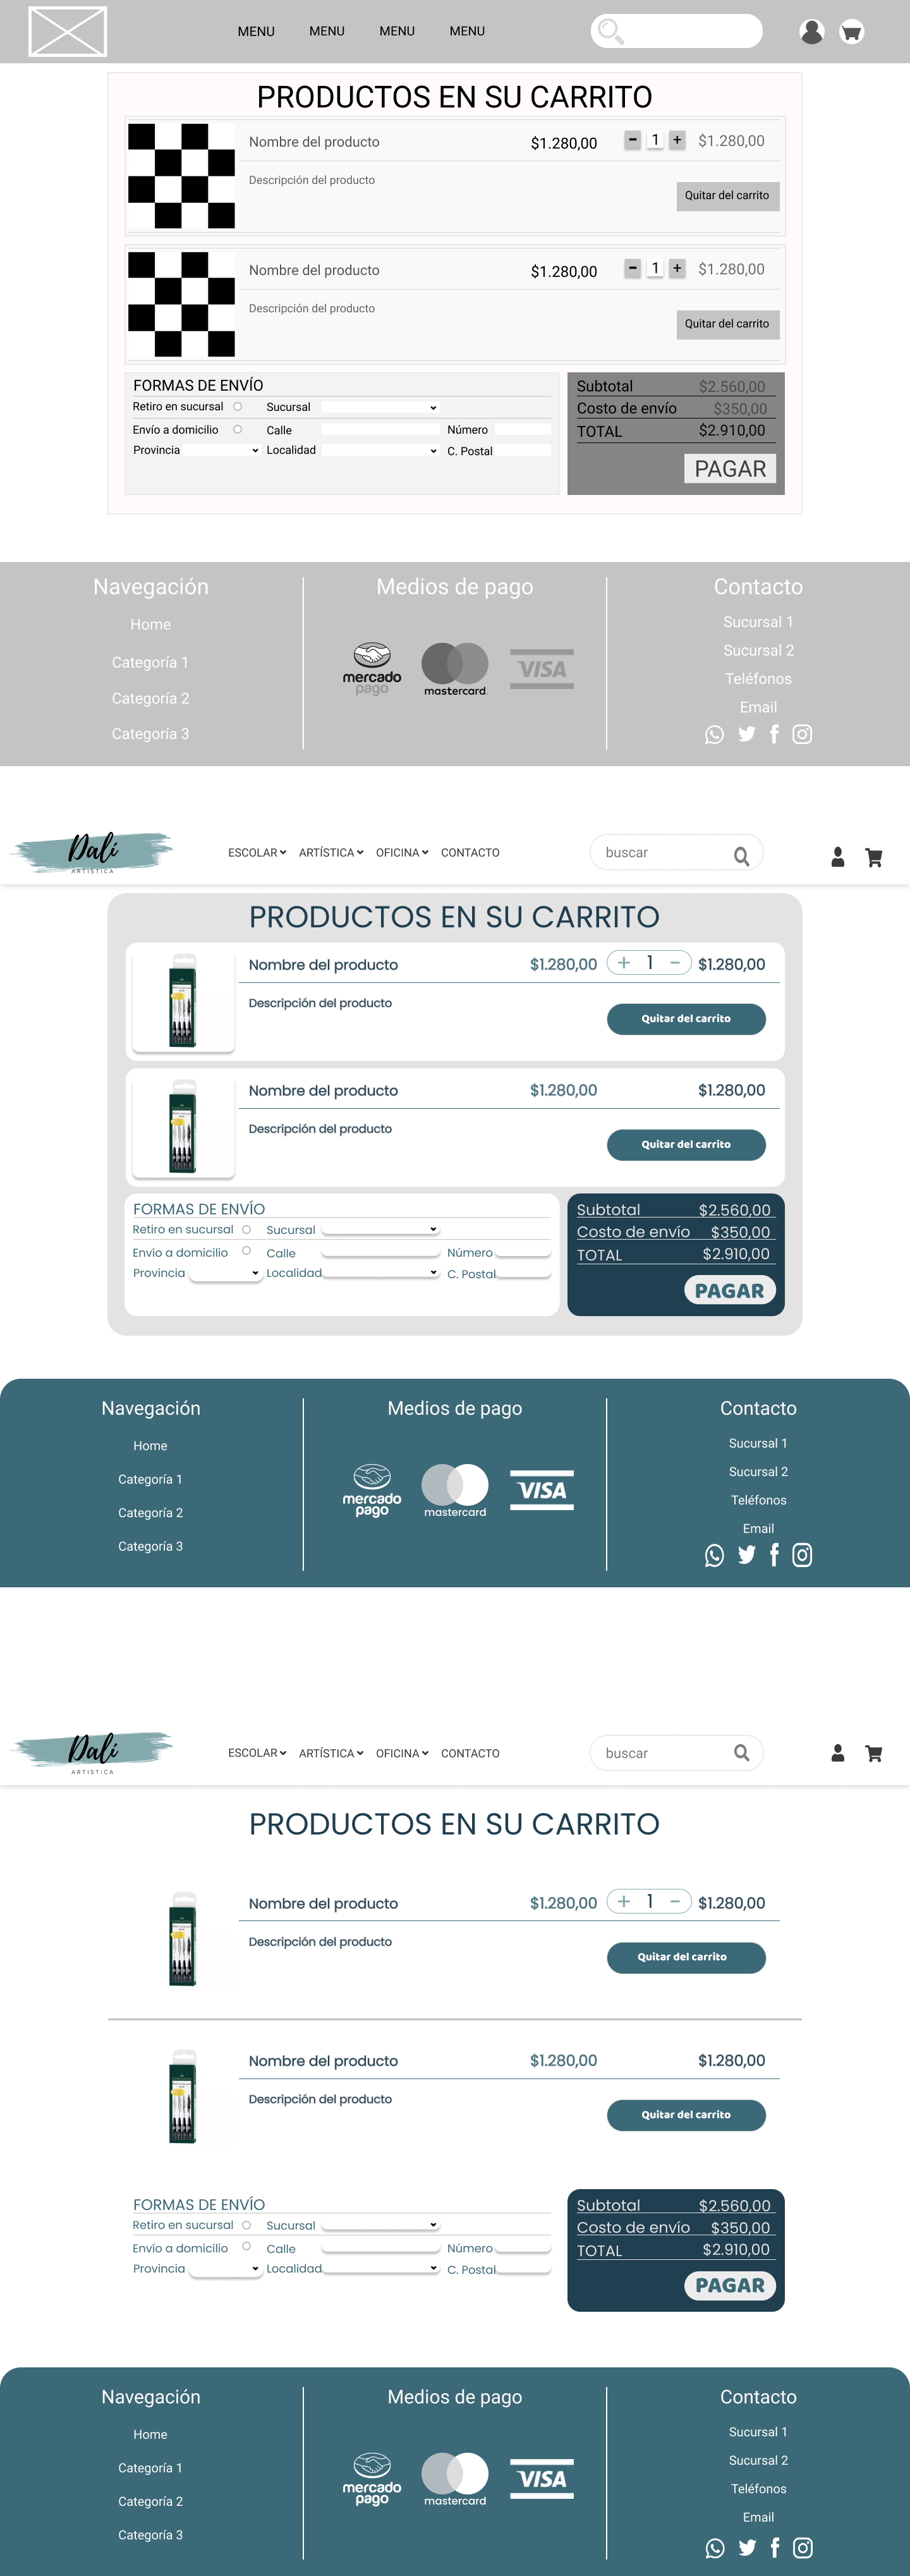 MENU MENU MENU MENU
PRODUCTOS EN SU CARRITO
Nombre del producto $1.280,00 - 1 + $1.280,00
Descripción del producto
Quitar del carrito
Nombre del producto $1.280,00 - 1 + $1.280,00
Descripción del producto
Quitar del carrito
FORMAS DE ENVÍO
Retiro en sucursal Sucursal
Envío a domicilio Calle Número
Provincia Localidad C. Postal
Subtotal $2.560,00
Costo de envío $350,00
TOTAL $2.910,00
PAGAR
Navegación
Home
Categoría 1
Categoría 2
Categoría 3
Medios de pago
mercado pago
mastercard.
VISA
Contacto
Sucursal 1
Sucursal 2
Teléfonos
Email
Dalí
ARTISTICA
ESCOLAR ARTÍSTICA OFICINA CONTACTO
buscar
PRODUCTOS EN SU CARRITO
Nombre del producto $1.280,00 + 1 - $1.280,00
Descripción del producto
Quitar del carrito
Nombre del producto $1.280,00 $1.280,00
Descripción del producto
Quitar del carrito
FORMAS DE ENVÍO
Retiro en sucursal Sucursal
Envío a domicilio Calle Número
Provincia Localidad C. Postal
Subtotal $2.560,00
Costo de envío $350,00
TOTAL $2.910,00
PAGAR
Navegación
Home
Categoría 1
Categoría 2
Categoría 3
Medios de pago
mercado pago
mastercard
VISA
Contacto
Sucursal 1
Sucursal 2
Teléfonos
Email
Dalí
ARTISTICA
ESCOLAR ARTÍSTICA OFICINA CONTACTO
buscar
PRODUCTOS EN SU CARRITO
Nombre del producto $1.280,00 + 1 - $1.280,00
Descripción del producto
Quitar del carrito
Nombre del producto $1.280,00 $1.280,00
Descripción del producto
Quitar del carrito
FORMAS DE ENVÍO
Retiro en sucursal Sucursal
Envío a domicilio Calle Número
Provincia Localidad C. Postal
Subtotal $2.560,00
Costo de envío $350,00
TOTAL $2.910,00
PAGAR
Navegación
Home
Categoría 1
Categoría 2
Categoría 3
Medios de pago
mercado pago
mastercard
VISA
Contacto
Sucursal 1
Sucursal 2
Teléfonos
Email